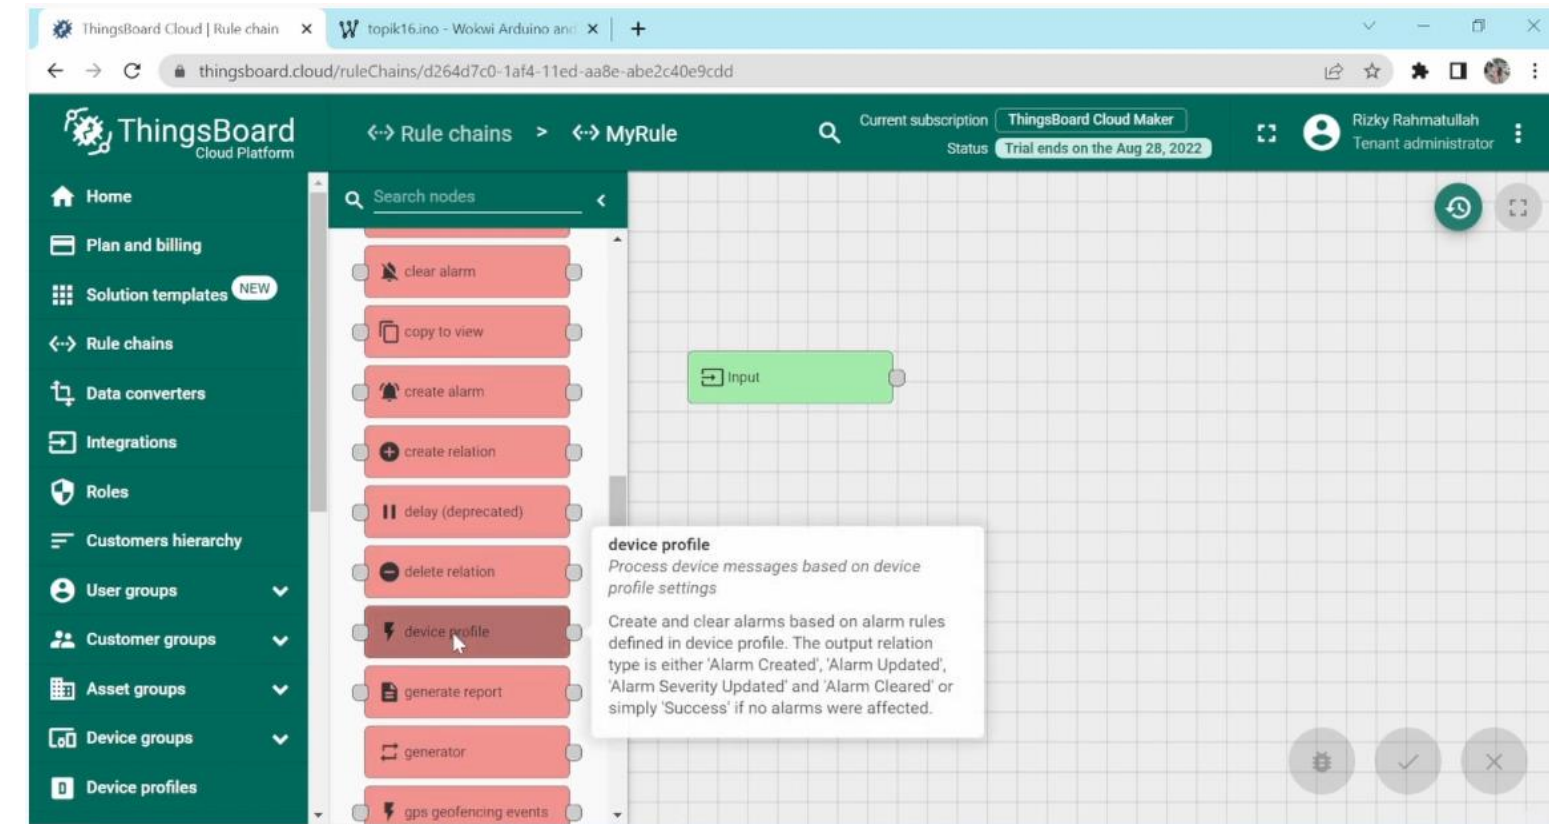 ThingsBoard Cloud | Rule chain
topik16.ino - Wokwi Arduino and
thingsboard.cloud/ruleChains/d264d7c0-1af4-11ed-aa8e-abe2c40e9cdd
ThingsBoard
Cloud Platform
Rule chains > MyRule
Current subscription ThingsBoard Cloud Maker
Status Trial ends on the Aug 28, 2022
Rizky Rahmatullah
Tenant administrator
Home
Plan and billing
Solution templates NEW
Rule chains
Data converters
Integrations
Roles
Customers hierarchy
User groups
Customer groups
Asset groups
Device groups
Device profiles
Search nodes
clear alarm
copy to view
create alarm
create relation
delay (deprecated)
delete relation
device profile
generate report
generator
gps geofencing events
Input
device profile
Process device messages based on device
profile settings
Create and clear alarms based on alarm rules
defined in device profile. The output relation
type is either 'Alarm Created', 'Alarm Updated',
'Alarm Severity Updated' and 'Alarm Cleared' or
simply 'Success' if no alarms were affected.